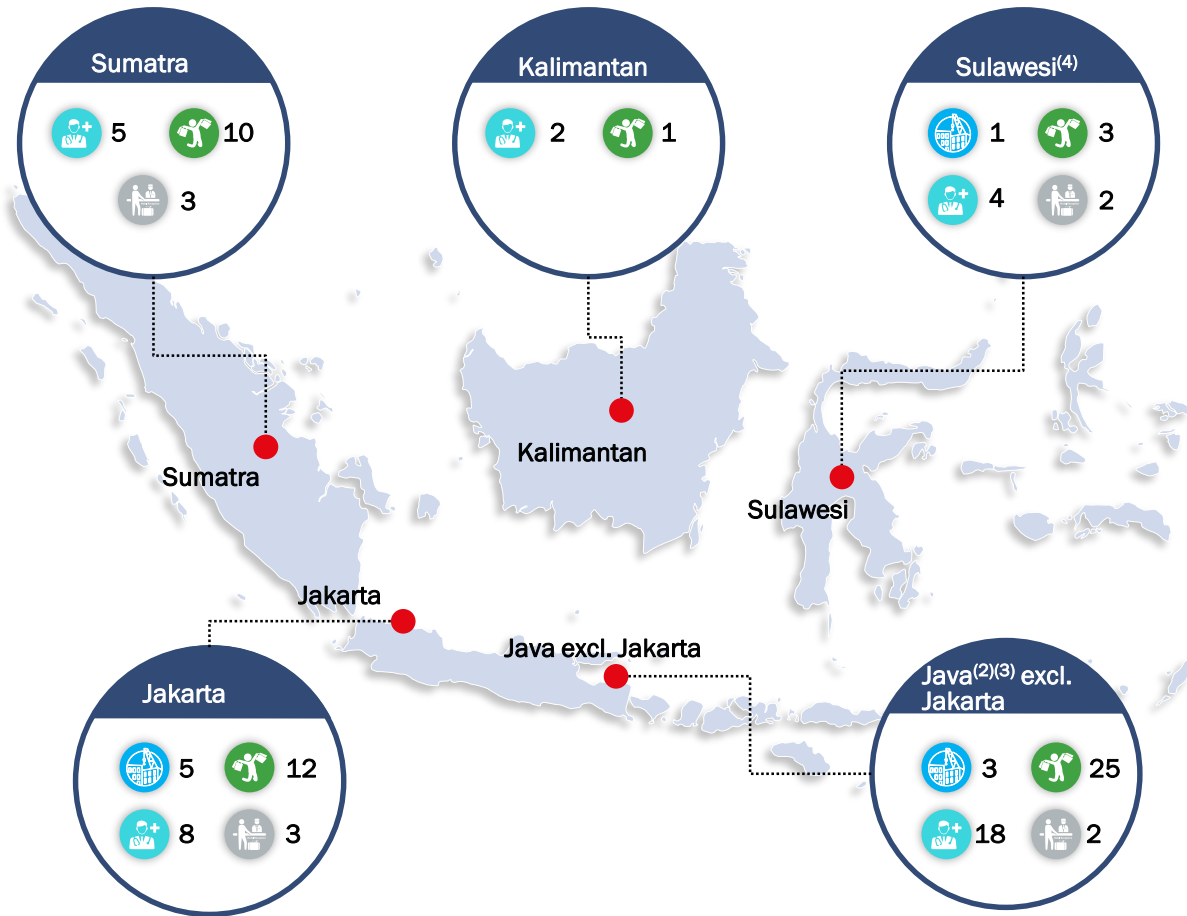 Sumatra
5 10
3
Kalimantan
2 1
Sulawesi(4)
1 3
4 2
Kalimantan
Sumatra
Sulawesi
Jakarta
Java excl. Jakarta
Jakarta
5 12
8 3
Java(2)(3) excl.
Jakarta
3 25
18 2